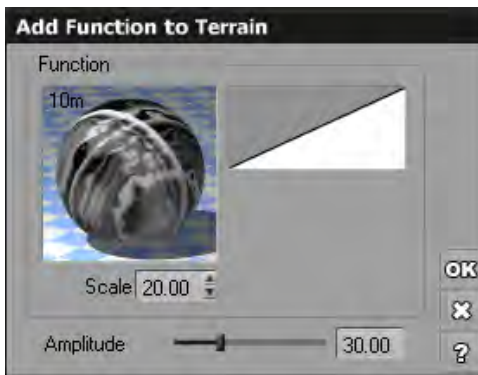 Add Function to Terrain
Function
10m
Scale 20.00
OK
Amplitude 30.00
?